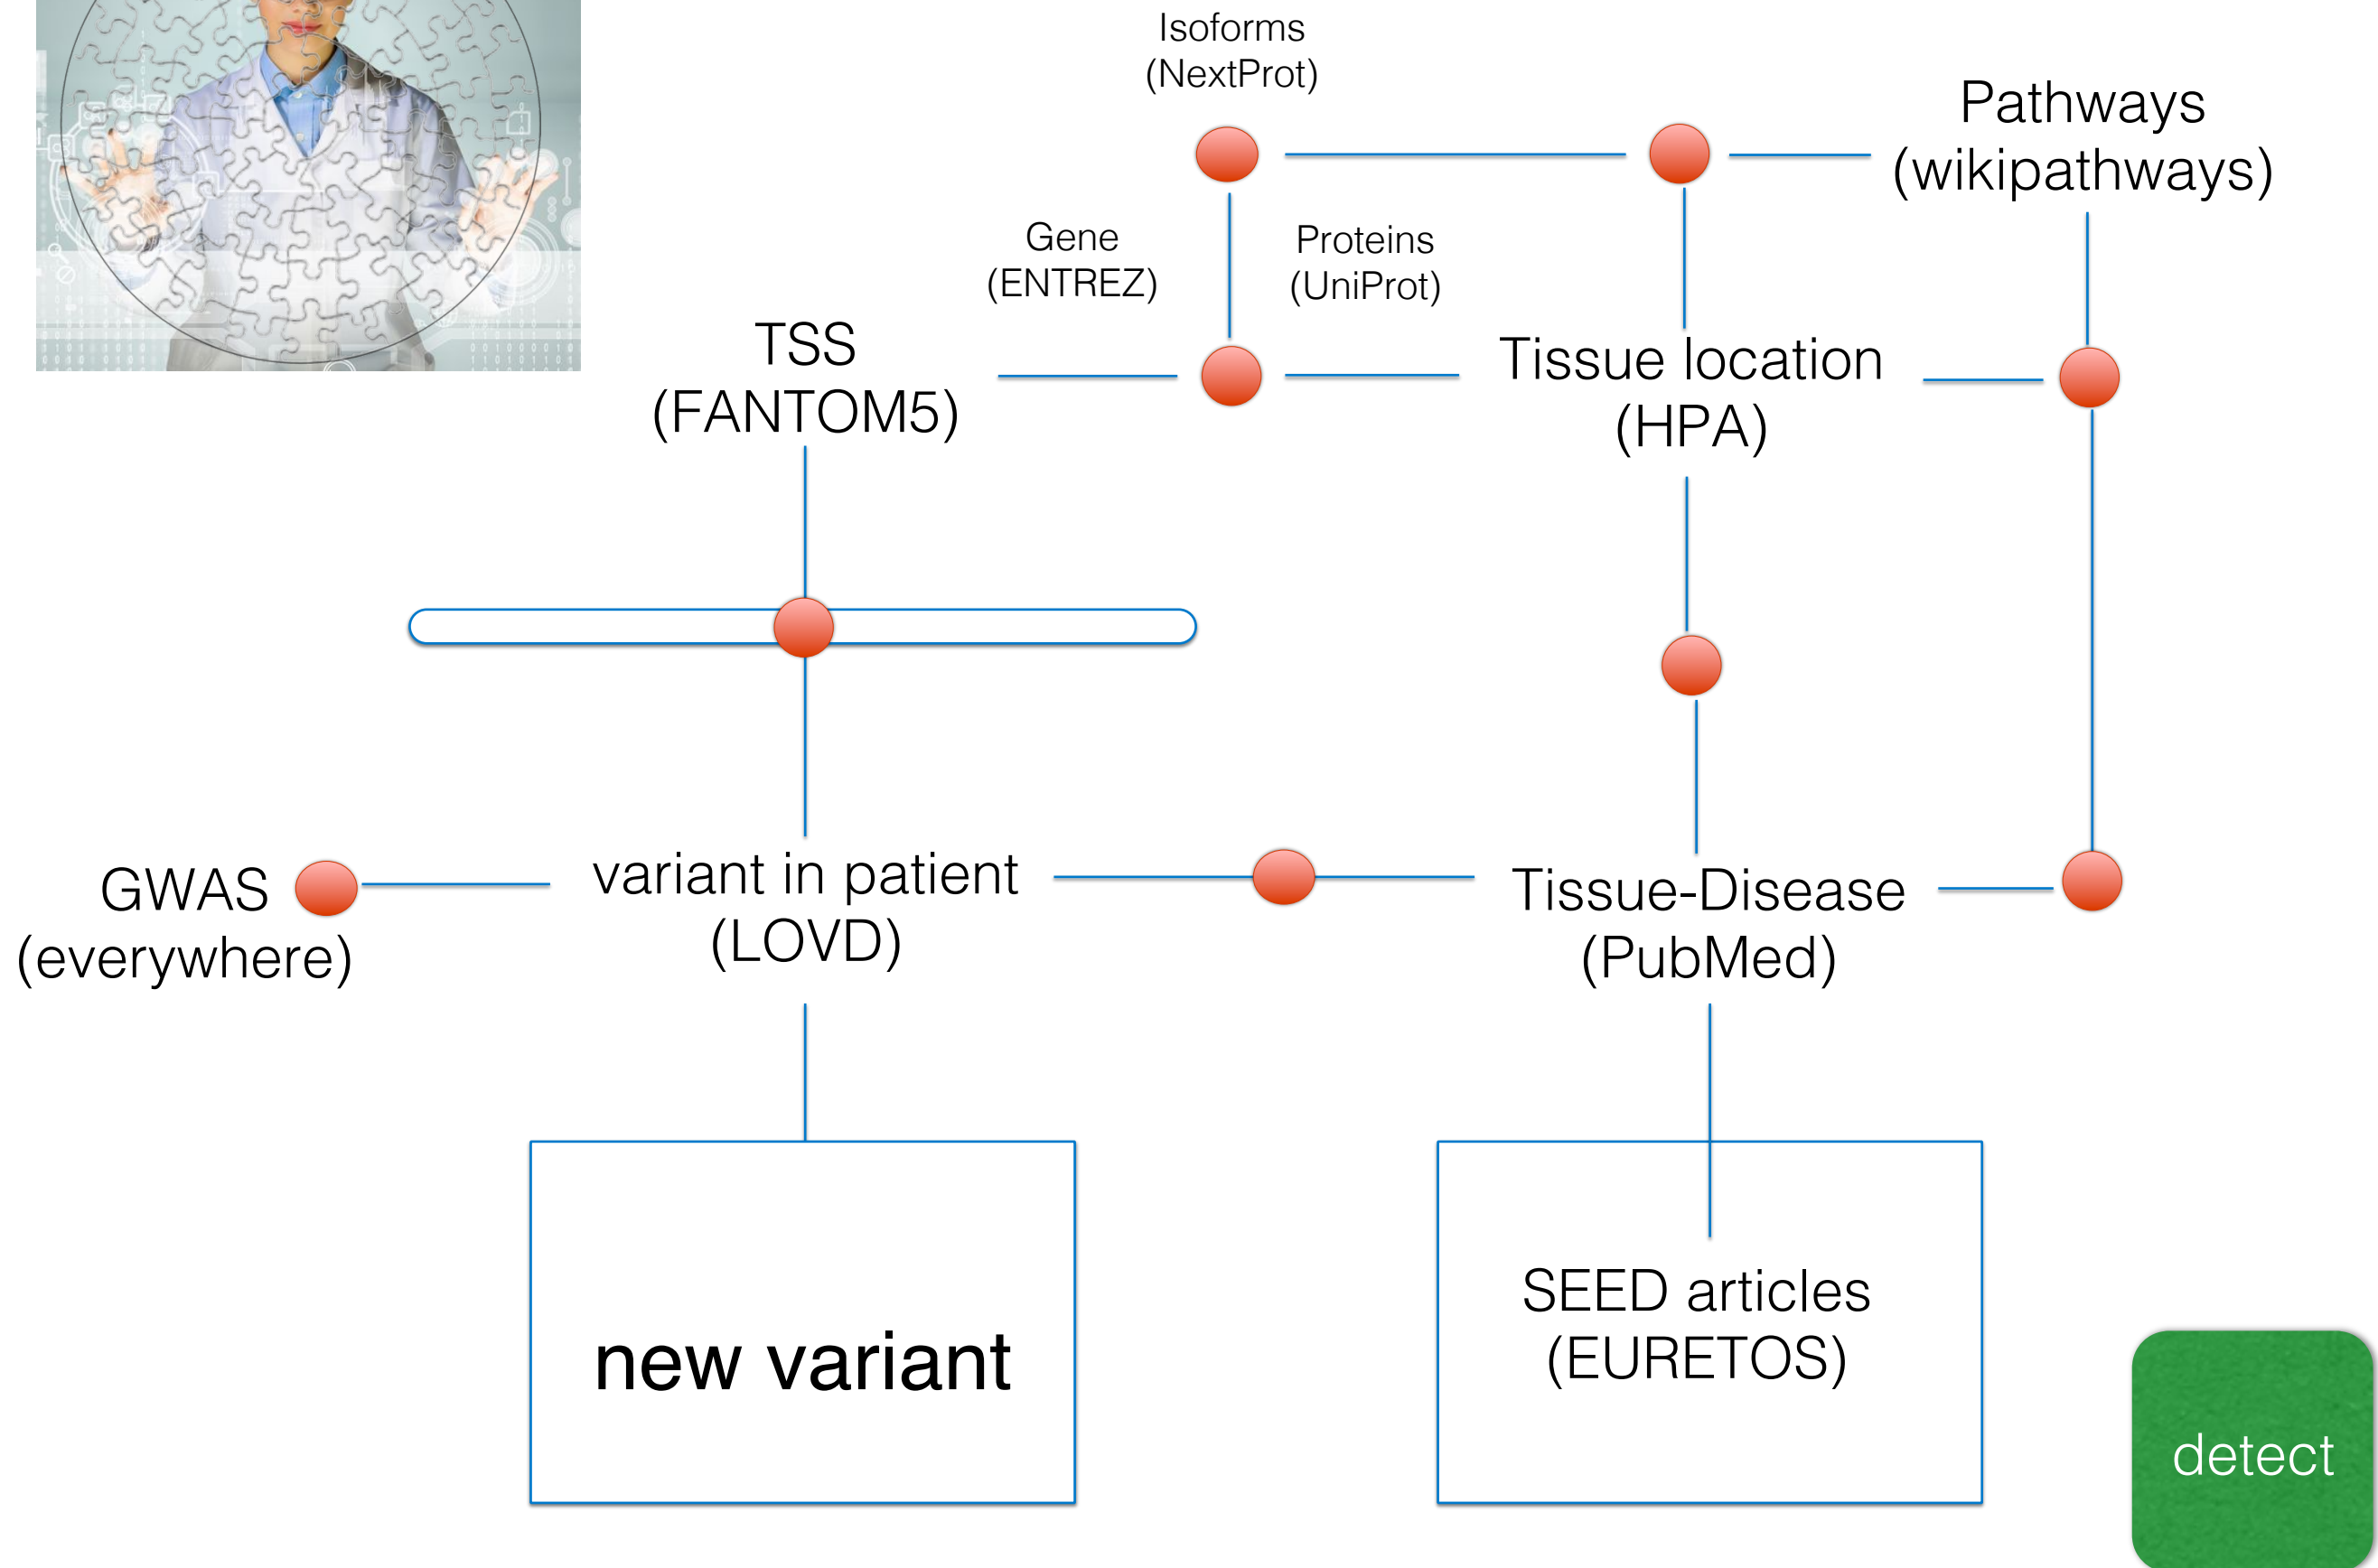 Isoforms
(NextProt)
Pathways
(wikipathways)
Gene
(ENTREZ)
Proteins
(UniProt)
TSS
(FANTOM5)
Tissue location
(HPA)
GWAS
(everywhere)
variant in patient
(LOVD)
Tissue-Disease
(PubMed)
new variant
SEED articles
(EURETOS)
detect